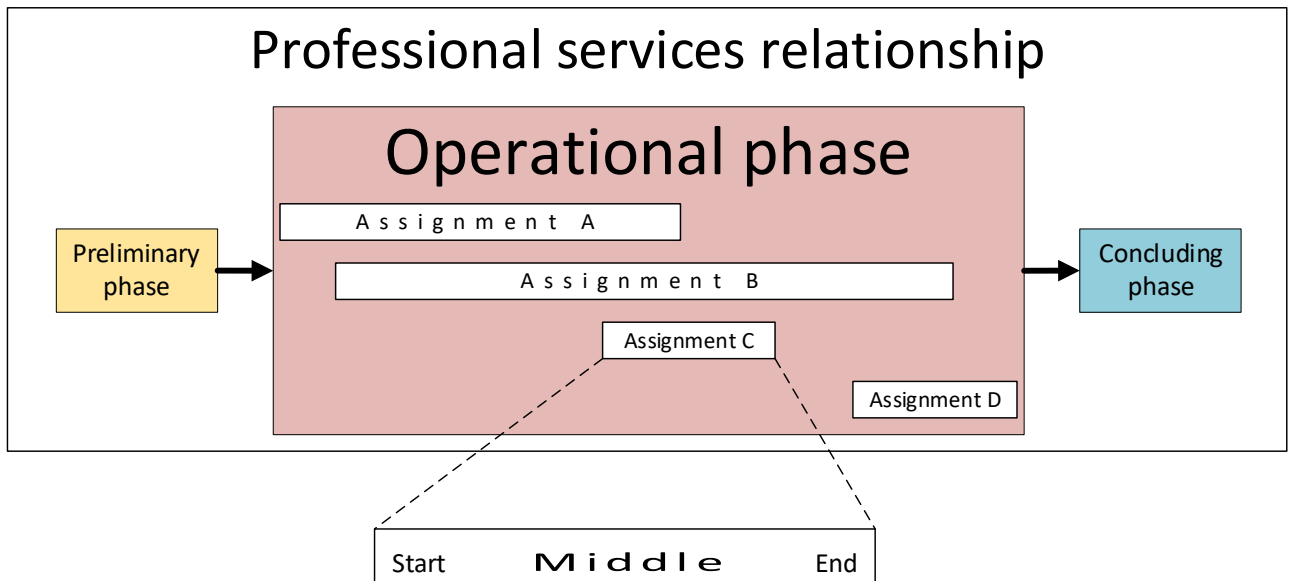 Professional services relationship
Operational phase
Assignment A
Preliminary
phase
Assignment B
Concluding
phase
Assignment C
Assignment D
Start Middle End